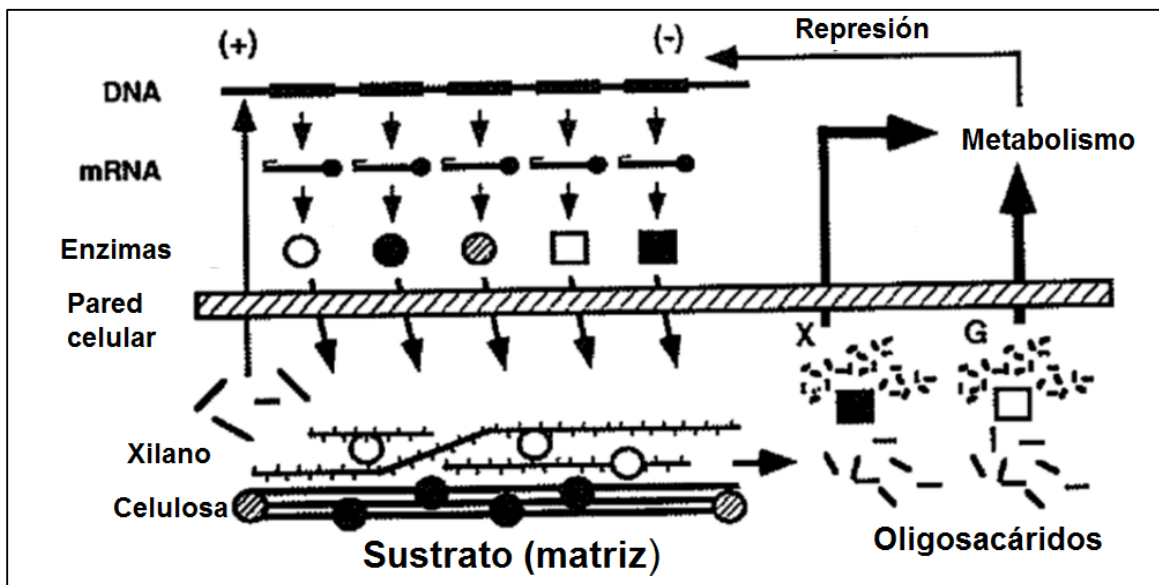 Represión
(+)
(-)
DNA
Metabolismo
mRNA
Enzimas
Pared
celular
X
G
Xilano
Celulosa
Oligosacáridos
Sustrato (matriz)